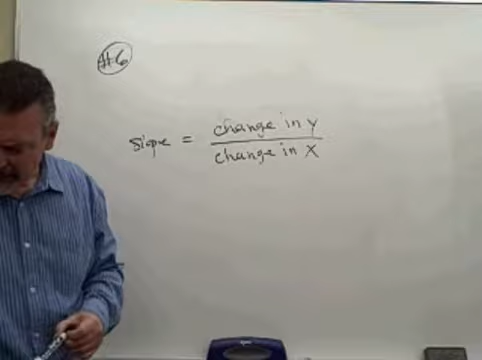 #6
slope = change in y
change in x